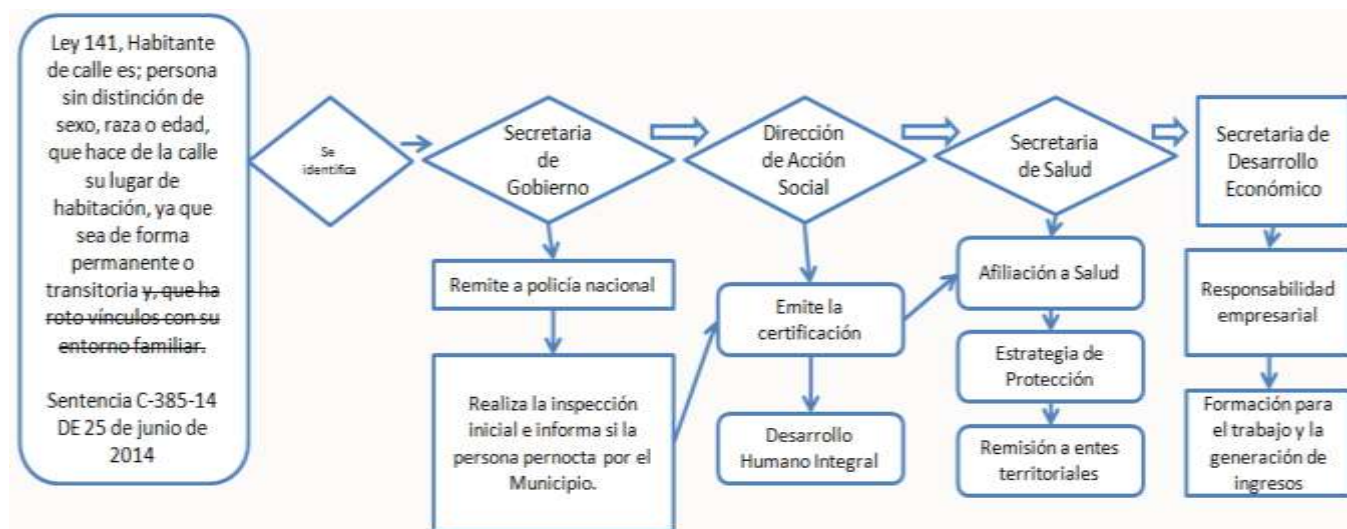 Ley 141, Habitante
de calle es; persona
sin distinción de
sexo, raza o edad,
que hace de la calle
su lugar de
habitación, ya que
sea de forma
permanente o
transitoria y, que ha
roto vínculos con su
entorno familiar.
Sentencia C-385-14
DE 25 de junio de
2014
Se
identifica
Secretaria
de
Gobierno
Dirección
de Acción
Social
Secretaria
de Salud
Secretaria de
Desarrollo
Económico
Remite a policía nacional
Realiza la inspección
inicial e informa si la
persona pernocta por el
Municipio.
Emite la
certificación
Desarrollo
Humano Integral
Afiliación a Salud
Estrategia de
Protección
Remisión a entes
territoriales
Responsabilidad
empresarial
Formación para
el trabajo y la
generación de
ingresos